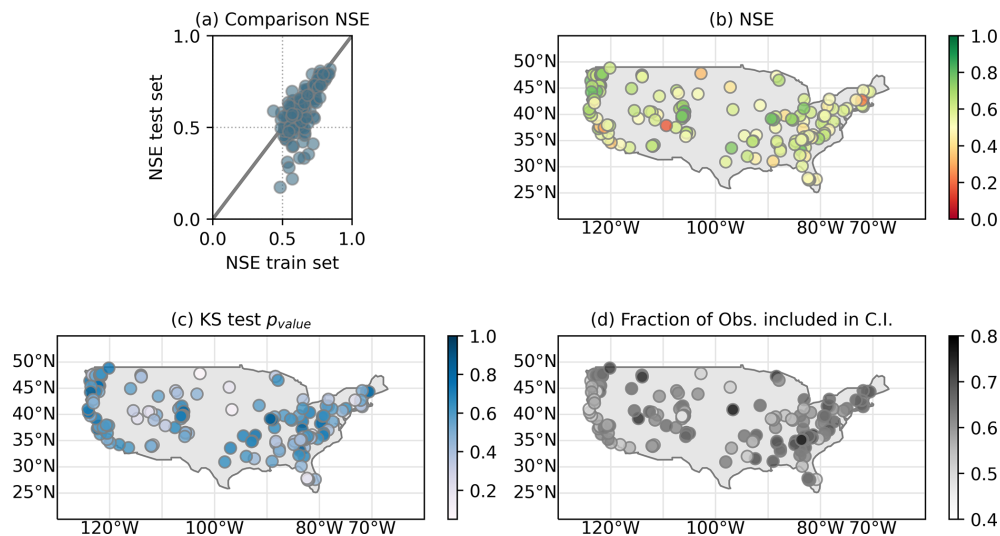 (a) Comparison NSE
1.0
0.5
0.0
NSE test set
0.0 0.5 1.0
NSE train set
(b) NSE
50°N
45°N
40°N
35°N
30°N
25°N
120°W 100°W 80°W 70°W
1.0
0.8
0.6
0.4
0.2
0.0
(c) KS test p_value
50°N
45°N
40°N
35°N
30°N
25°N
120°W 100°W 80°W 70°W
1.0
0.8
0.6
0.4
0.2
(d) Fraction of Obs. included in C.I.
50°N
45°N
40°N
35°N
30°N
25°N
120°W 100°W 80°W 70°W
0.8
0.7
0.6
0.5
0.4